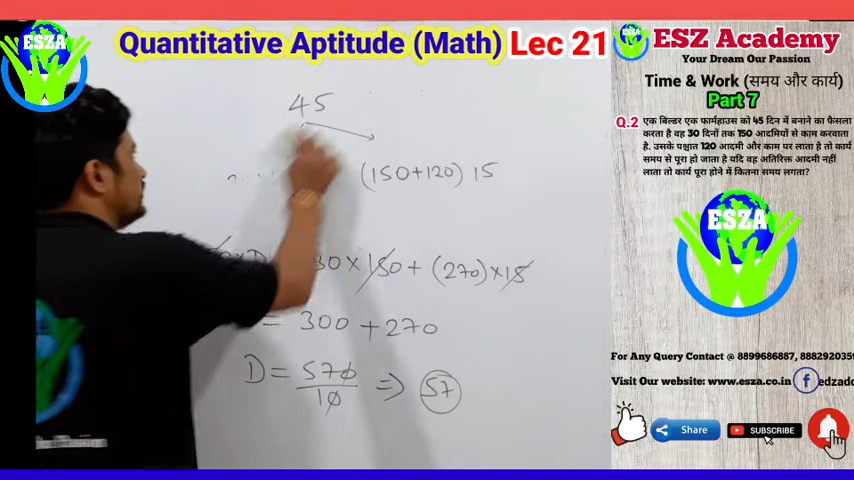 Quantitative Aptitude (Math) Lec 21
ESZA
ESZ Academy
Your Dream Our Passion
Time & Work (समय और कार्य)
Part 7
Q.2 एक बिल्डर एक फार्महाउस को 45 दिन में बनाने का फैसला
करता है वह 30 दिनों तक 150 आदमियों से काम करवाता
है. उसके पश्चात 120 आदमी और काम पर लाता है तो कार्य
समय से पूरा हो जाता है यदि वह अतिरिक्त आदमी नहीं
लाता तो कार्य पूरा होने में कितना समय लगता?
45
(150+120) 15
30 × 150 + (270) × 15
= 300 + 270
D = 570
10
⇒ 57
ESZA
For Any Query Contact @ 8899686887, 888292035
Visit Our website: www.esza.co.in f edzado
Share
SUBSCRIBE